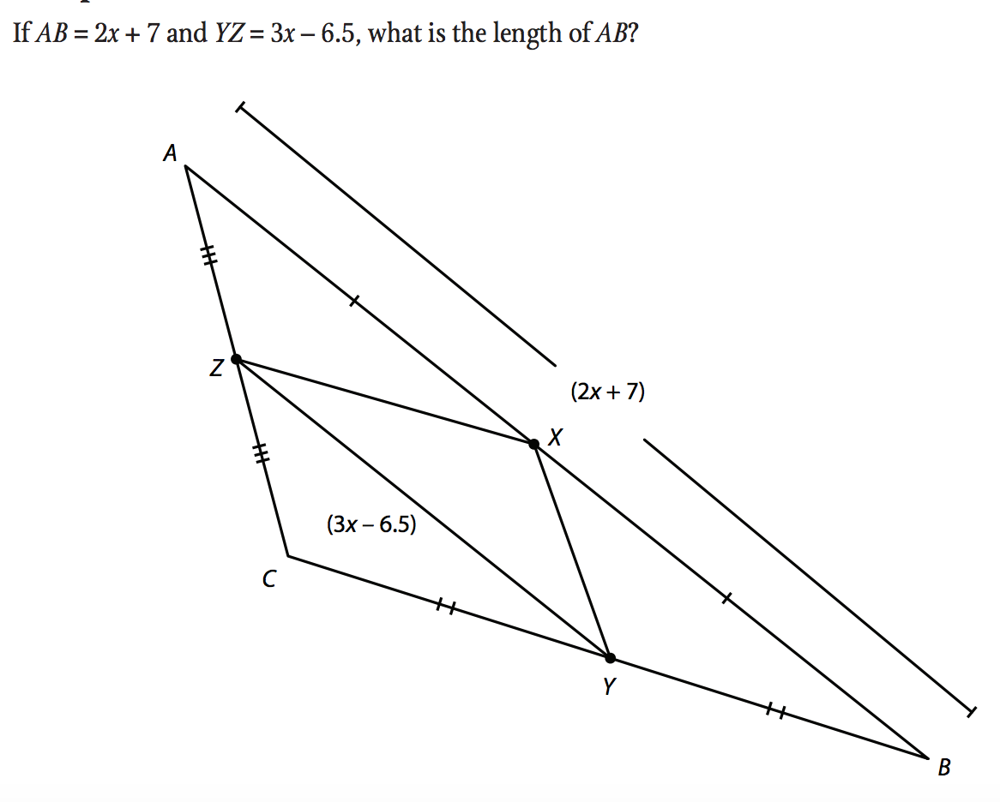 If AB = 2x + 7 and YZ = 3x – 6.5, what is the length of AB?
A
(2x + 7)
Z
X
(3x – 6.5)
C
Y
B